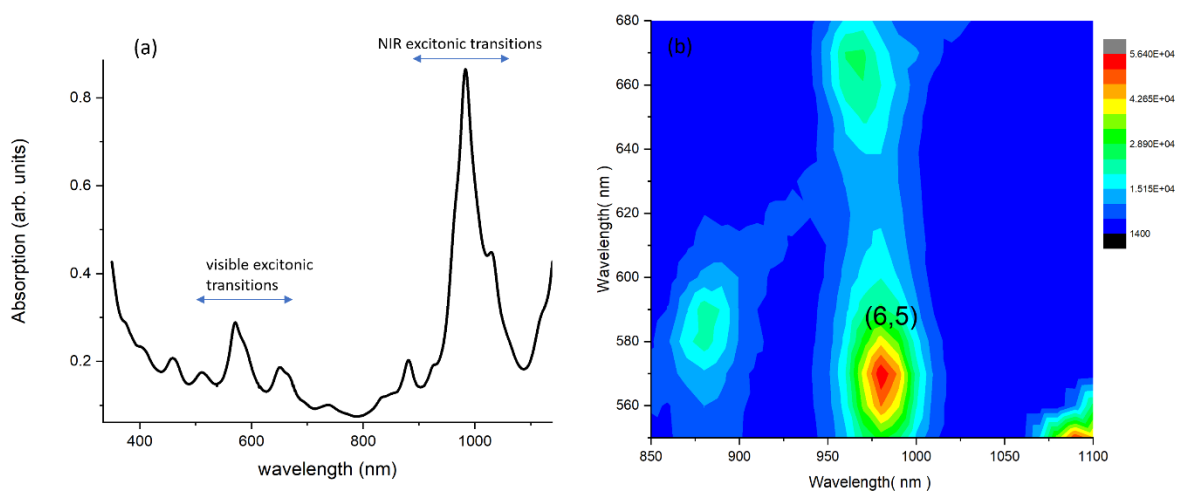 (a)
NIR excitonic transitions
visible excitonic
transitions
Absorption (arb. units)
0.8
0.6
0.4
0.2
400
600
800
1000
wavelength (nm)
(b)
680
660
640
620
600
580
560
Wavelength( nm )
(6,5)
850
900
950
1000
1050
1100
Wavelength( nm )
5.640E+04
4.265E+04
2.890E+04
1.515E+04
1400